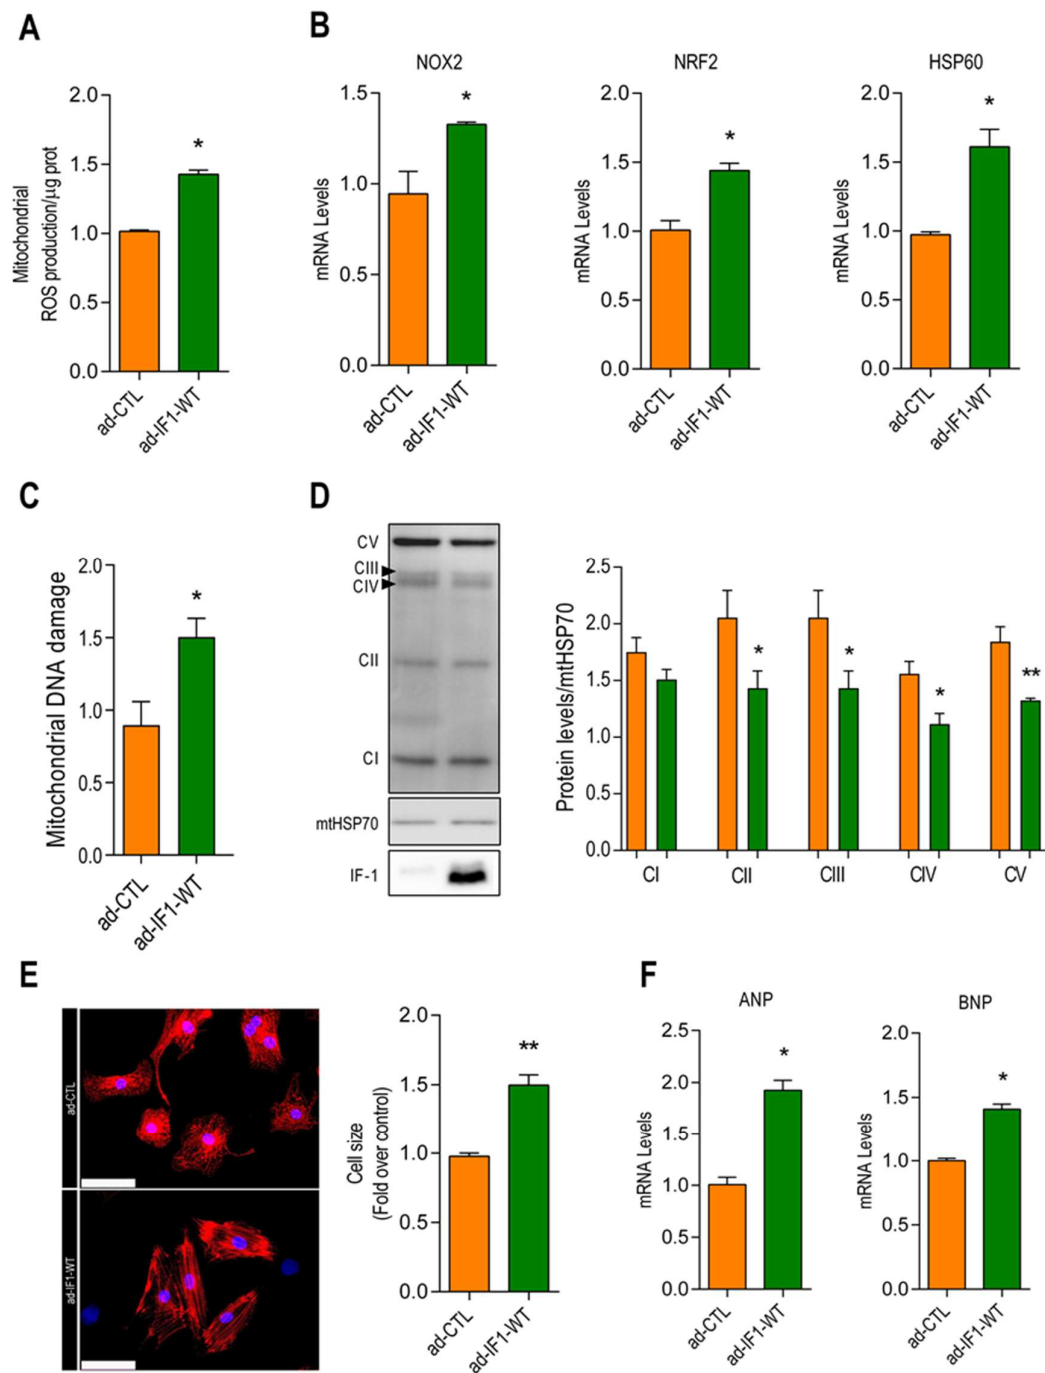 A
Mitochondrial
ROS production/µg prot
2.0
*
1.5
1.0
0.5
0.0
ad-CTL
ad-IF1-WT
B
NOX2
mRNA Levels
1.5
*
1.0
0.5
0.0
ad-CTL
ad-IF1-WT
NRF2
mRNA Levels
2.0
*
1.5
1.0
0.5
0.0
ad-CTL
ad-IF1-WT
HSP60
mRNA Levels
2.0
*
1.5
1.0
0.5
0.0
ad-CTL
ad-IF1-WT
C
Mitochondrial DNA damage
2.0
*
1.5
1.0
0.5
0.0
ad-CTL
ad-IF1-WT
D
CV
CIII
CIV
CII
CI
mtHSP70
IF-1
Protein levels/mtHSP70
2.5
2.0
1.5
1.0
0.5
0.0
* * * **
CI CII CIII CIV CV
E
ad-CTL
ad-IF1-WT
Cell size
(Fold over control)
2.0
**
1.5
1.0
0.5
0.0
ad-CTL
ad-IF1-WT
F
ANP
mRNA Levels
2.5
*
2.0
1.5
1.0
0.5
0.0
ad-CTL
ad-IF1-WT
BNP
mRNA Levels
2.0
*
1.5
1.0
0.5
0.0
ad-CTL
ad-IF1-WT